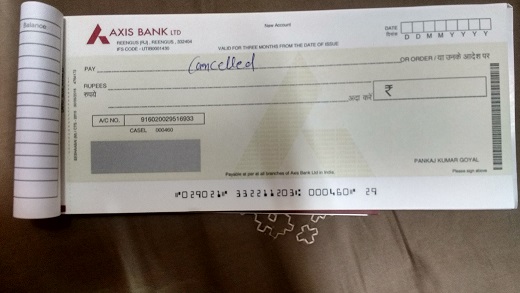 Balance
AXIS BANK LTD
New Account
REENGUS [RJ] , REENGUS , 332404
IFS CODE - UTIB0001430
VALID FOR THREE MONTHS FROM THE DATE OF ISSUE
DATE
दिनांक
D D M M Y Y Y Y
PAY Cancelled OR ORDER / या उनके आदेश पर
RUPEES
रुपये
अदा करें ₹
A/C NO. 916020029516933
CASEL 000460
PANKAJ KUMAR GOYAL
Payable at par at all branches of Axis Bank Ltd in India.
Please sign above
⑈029021⑈ 332211203⑆ 000460⑈ 29